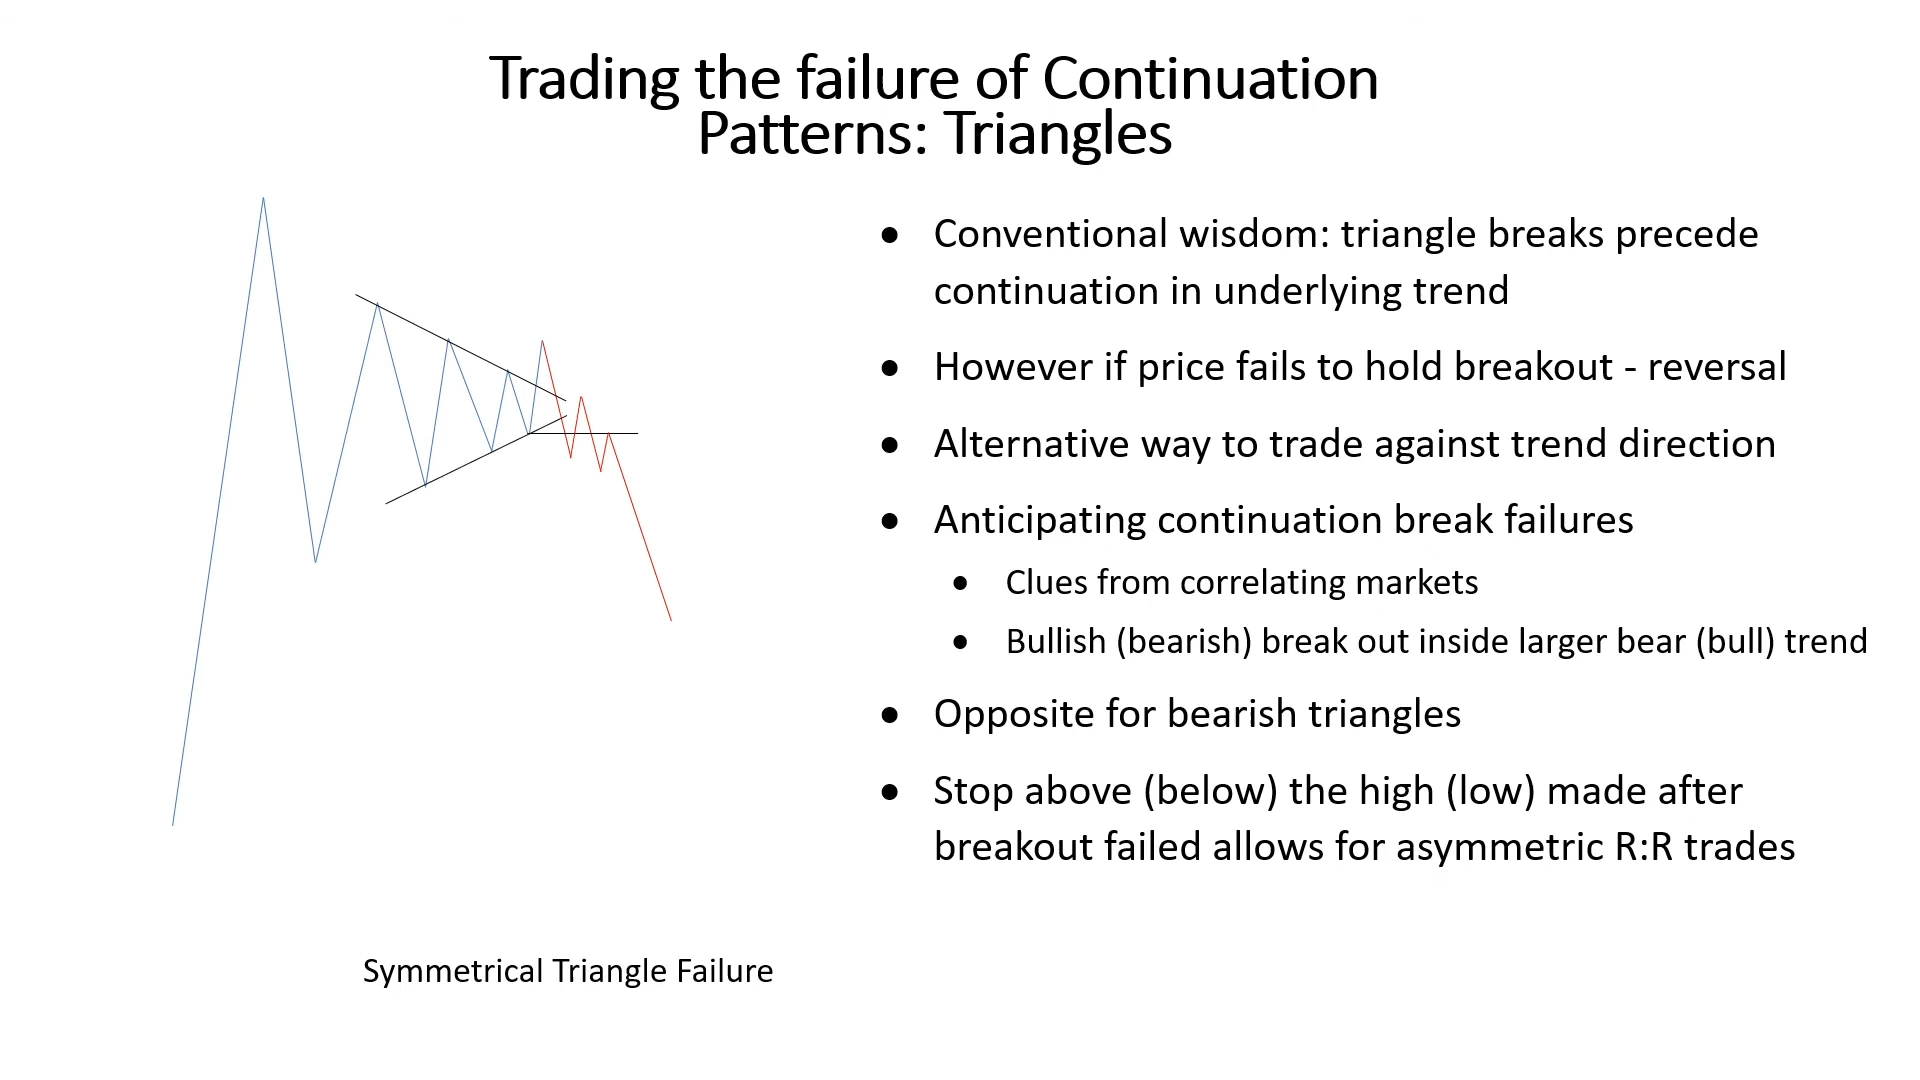 Trading the failure of Continuation
Patterns: Triangles
● Conventional wisdom: triangle breaks precede
continuation in underlying trend
● However if price fails to hold breakout - reversal
● Alternative way to trade against trend direction
● Anticipating continuation break failures
● Clues from correlating markets
● Bullish (bearish) break out inside larger bear (bull) trend
● Opposite for bearish triangles
● Stop above (below) the high (low) made after
breakout failed allows for asymmetric R:R trades
Symmetrical Triangle Failure